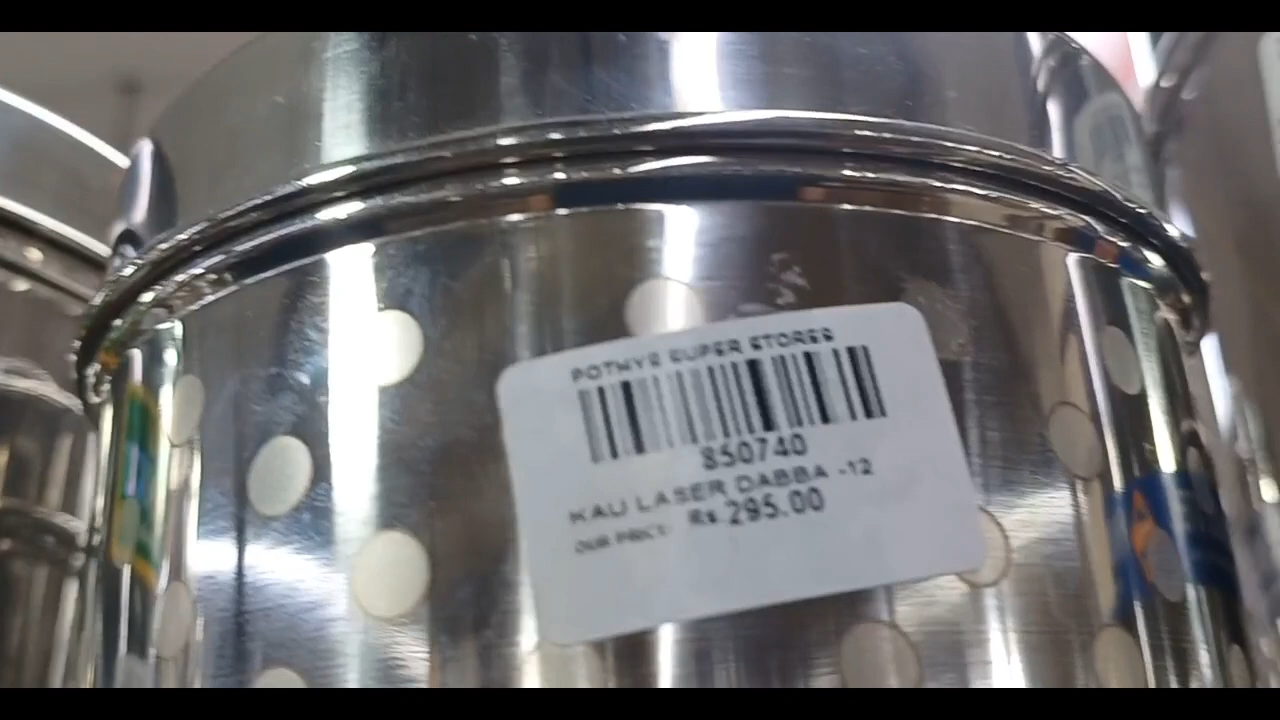 POTHYS SUPER STORES
850740
KAU LASER DABBA -12
OUR PRICE: Rs.295.00